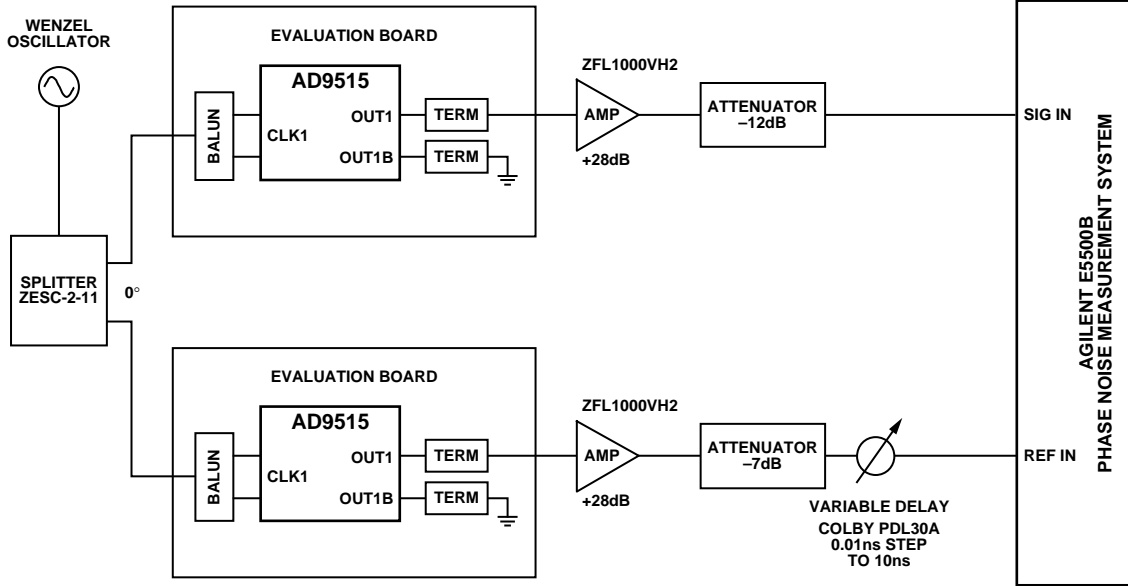 WENZEL
OSCILLATOR
SPLITTER
ZESC-2-11
0°
EVALUATION BOARD
BALUN
AD9515
CLK1
OUT1
OUT1B
TERM
TERM
ZFL1000VH2
AMP
+28dB
ATTENUATOR
–12dB
SIG IN
EVALUATION BOARD
BALUN
AD9515
CLK1
OUT1
OUT1B
TERM
TERM
ZFL1000VH2
AMP
+28dB
ATTENUATOR
–7dB
VARIABLE DELAY
COLBY PDL30A
0.01ns STEP
TO 10ns
REF IN
AGILENT E5500B
PHASE NOISE MEASUREMENT SYSTEM